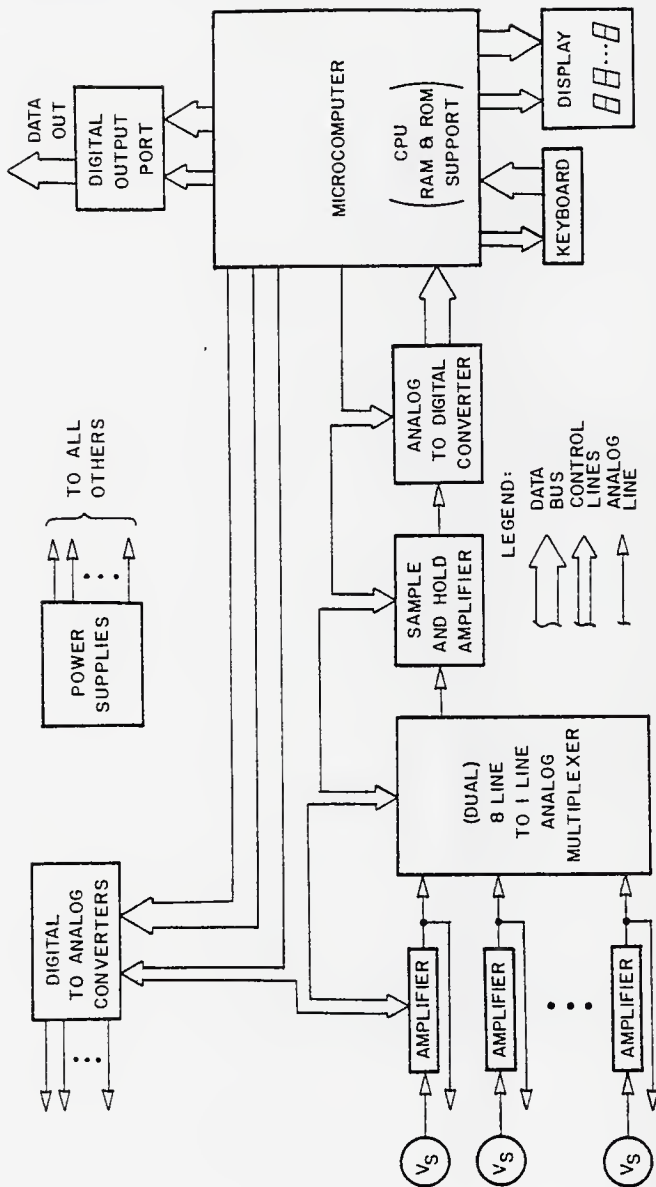 DIGITAL
TO ANALOG
CONVERTERS
POWER
SUPPLIES
TO ALL
OTHERS
DATA
OUT
DIGITAL
OUTPUT
PORT
MICROCOMPUTER
CPU
(RAM & ROM
SUPPORT)
KEYBOARD
DISPLAY
88...8
ANALOG
TO DIGITAL
CONVERTER
SAMPLE
AND HOLD
AMPLIFIER
(DUAL)
8 LINE
TO 1 LINE
ANALOG
MULTIPLEXER
AMPLIFIER
AMPLIFIER
AMPLIFIER
VS
VS
VS
LEGEND:
DATA
BUS
CONTROL
LINES
ANALOG
LINE